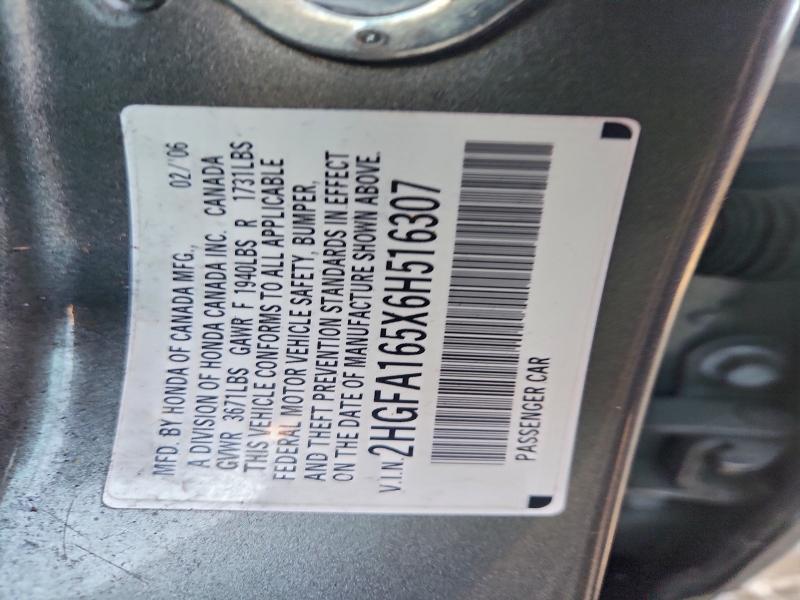 MFD. BY HONDA OF CANADA MFG., 02/'06
A DIVISION OF HONDA CANADA INC. CANADA
GVWR 3671LBS GAWR F 1940LBS R 1731LBS
THIS VEHICLE CONFORMS TO ALL APPLICABLE
FEDERAL MOTOR VEHICLE SAFETY, BUMPER,
AND THEFT PREVENTION STANDARDS IN EFFECT
ON THE DATE OF MANUFACTURE SHOWN ABOVE.
V.I.N. 2HGFA165X6H516307
PASSENGER CAR